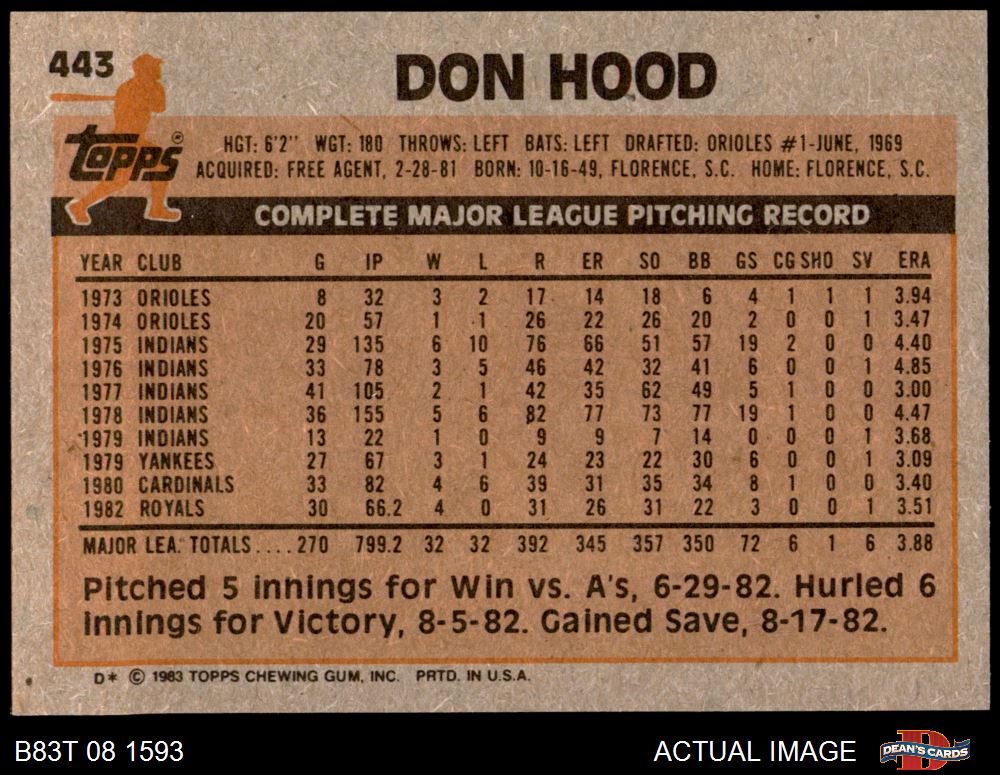 443
DON HOOD
Topps®
HGT: 6'2" WGT: 180 THROWS: LEFT BATS: LEFT DRAFTED: ORIOLES #1-JUNE, 1969
ACQUIRED: FREE AGENT, 2-28-81 BORN: 10-16-49, FLORENCE, S.C. HOME: FLORENCE, S.C.
COMPLETE MAJOR LEAGUE PITCHING RECORD
YEAR CLUB G IP W L R ER SO BB GS CG SHO SV ERA
1973 ORIOLES 8 32 3 2 17 14 18 6 4 1 1 1 3.94
1974 ORIOLES 20 57 1 1 26 22 26 20 2 0 0 1 3.47
1975 INDIANS 29 135 6 10 76 66 51 57 19 2 0 0 4.40
1976 INDIANS 33 78 3 5 46 42 32 41 6 0 0 1 4.85
1977 INDIANS 41 105 2 1 42 35 62 49 5 1 0 0 3.00
1978 INDIANS 36 155 5 6 82 77 73 77 19 1 0 0 4.47
1979 INDIANS 13 22 1 0 9 9 7 14 0 0 0 1 3.68
1979 YANKEES 27 67 3 1 24 23 22 30 6 0 0 1 3.09
1980 CARDINALS 33 82 4 6 39 31 35 34 8 1 0 0 3.40
1982 ROYALS 30 66.2 4 0 31 26 31 22 3 0 0 1 3.51
MAJOR LEA. TOTALS....270 799.2 32 32 392 345 357 350 72 6 1 6 3.88
Pitched 5 innings for Win vs. A's, 6-29-82. Hurled 6
innings for Victory, 8-5-82. Gained Save, 8-17-82.
D* © 1983 TOPPS CHEWING GUM, INC. PRTD. IN U.S.A.
B83T 08 1593 ACTUAL IMAGE DEAN'S CARDS